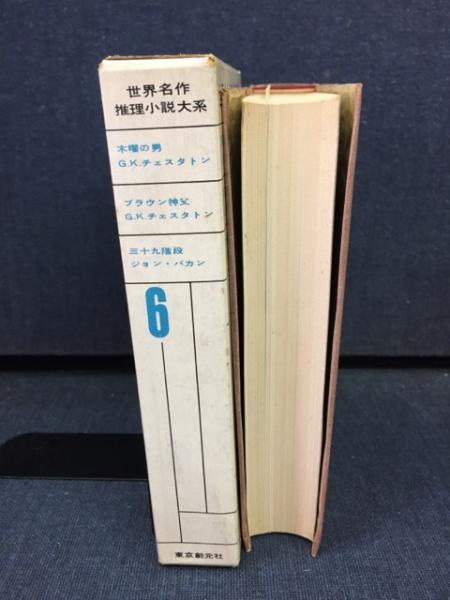 世界名作
推理小説大系
木曜の男
G.K.チェスタトン
ブラウン神父
G.K.チェスタトン
三十九階段
ジョン・バカン
6
東京創元社